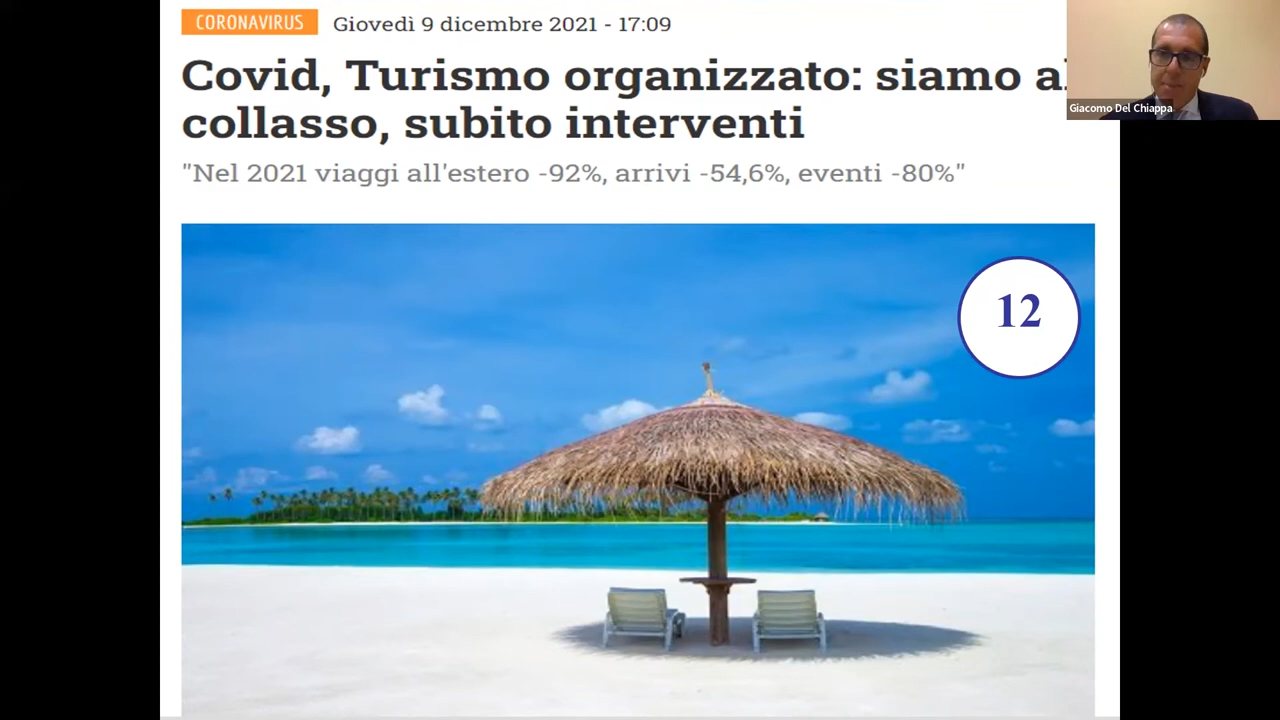 CORONAVIRUS Giovedì 9 dicembre 2021 - 17:09
Covid, Turismo organizzato: siamo al
collasso, subito interventi
"Nel 2021 viaggi all'estero -92%, arrivi -54,6%, eventi -80%"
Giacomo Del Chiappa
12